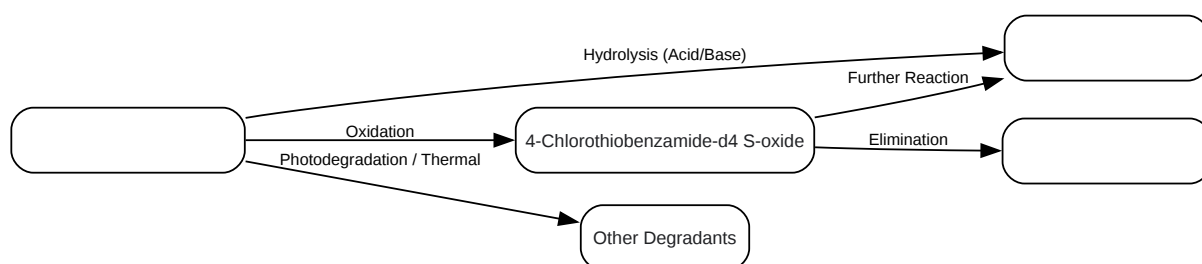 Hydrolysis (Acid/Base)
Further Reaction
Oxidation
4-Chlorothiobenzamide-d4 S-oxide
Elimination
Photodegradation / Thermal
Other Degradants